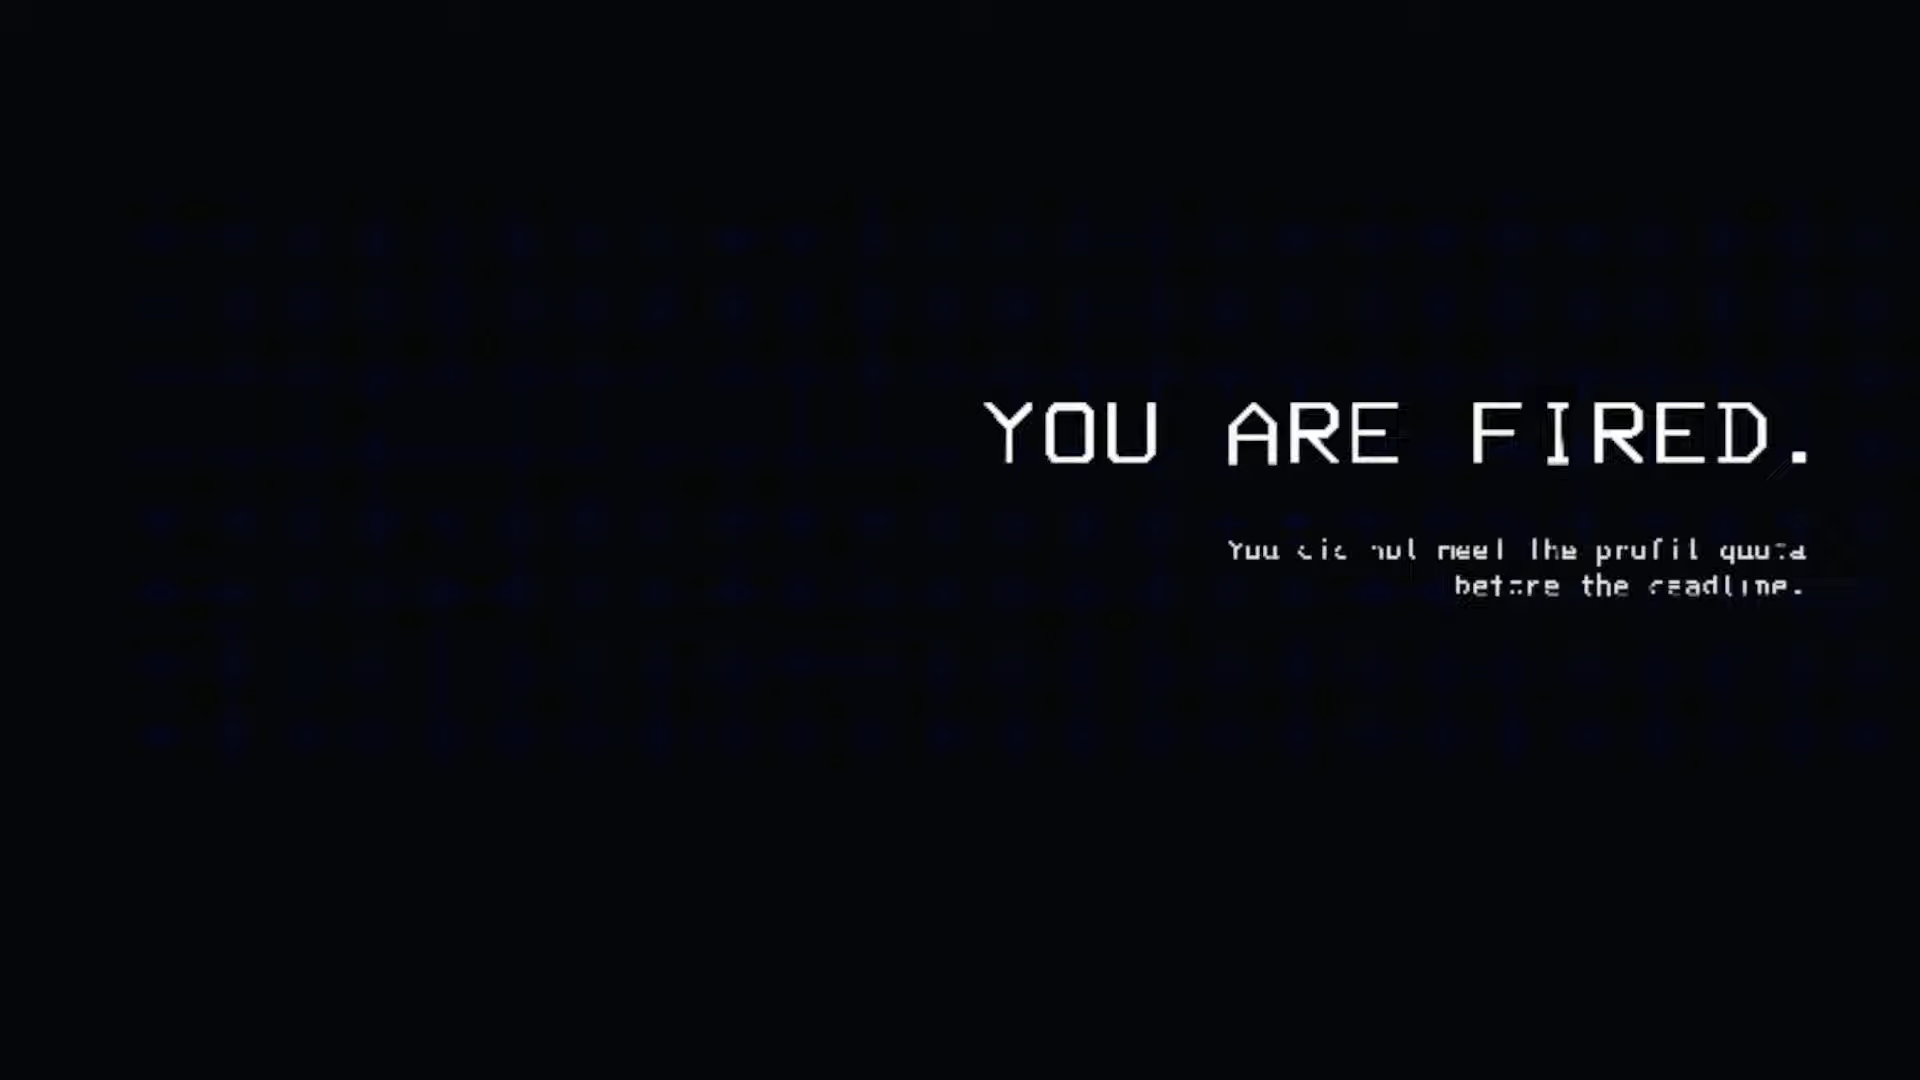 YOU ARE FIRED.
You did not meet the profit quota
before the deadline.